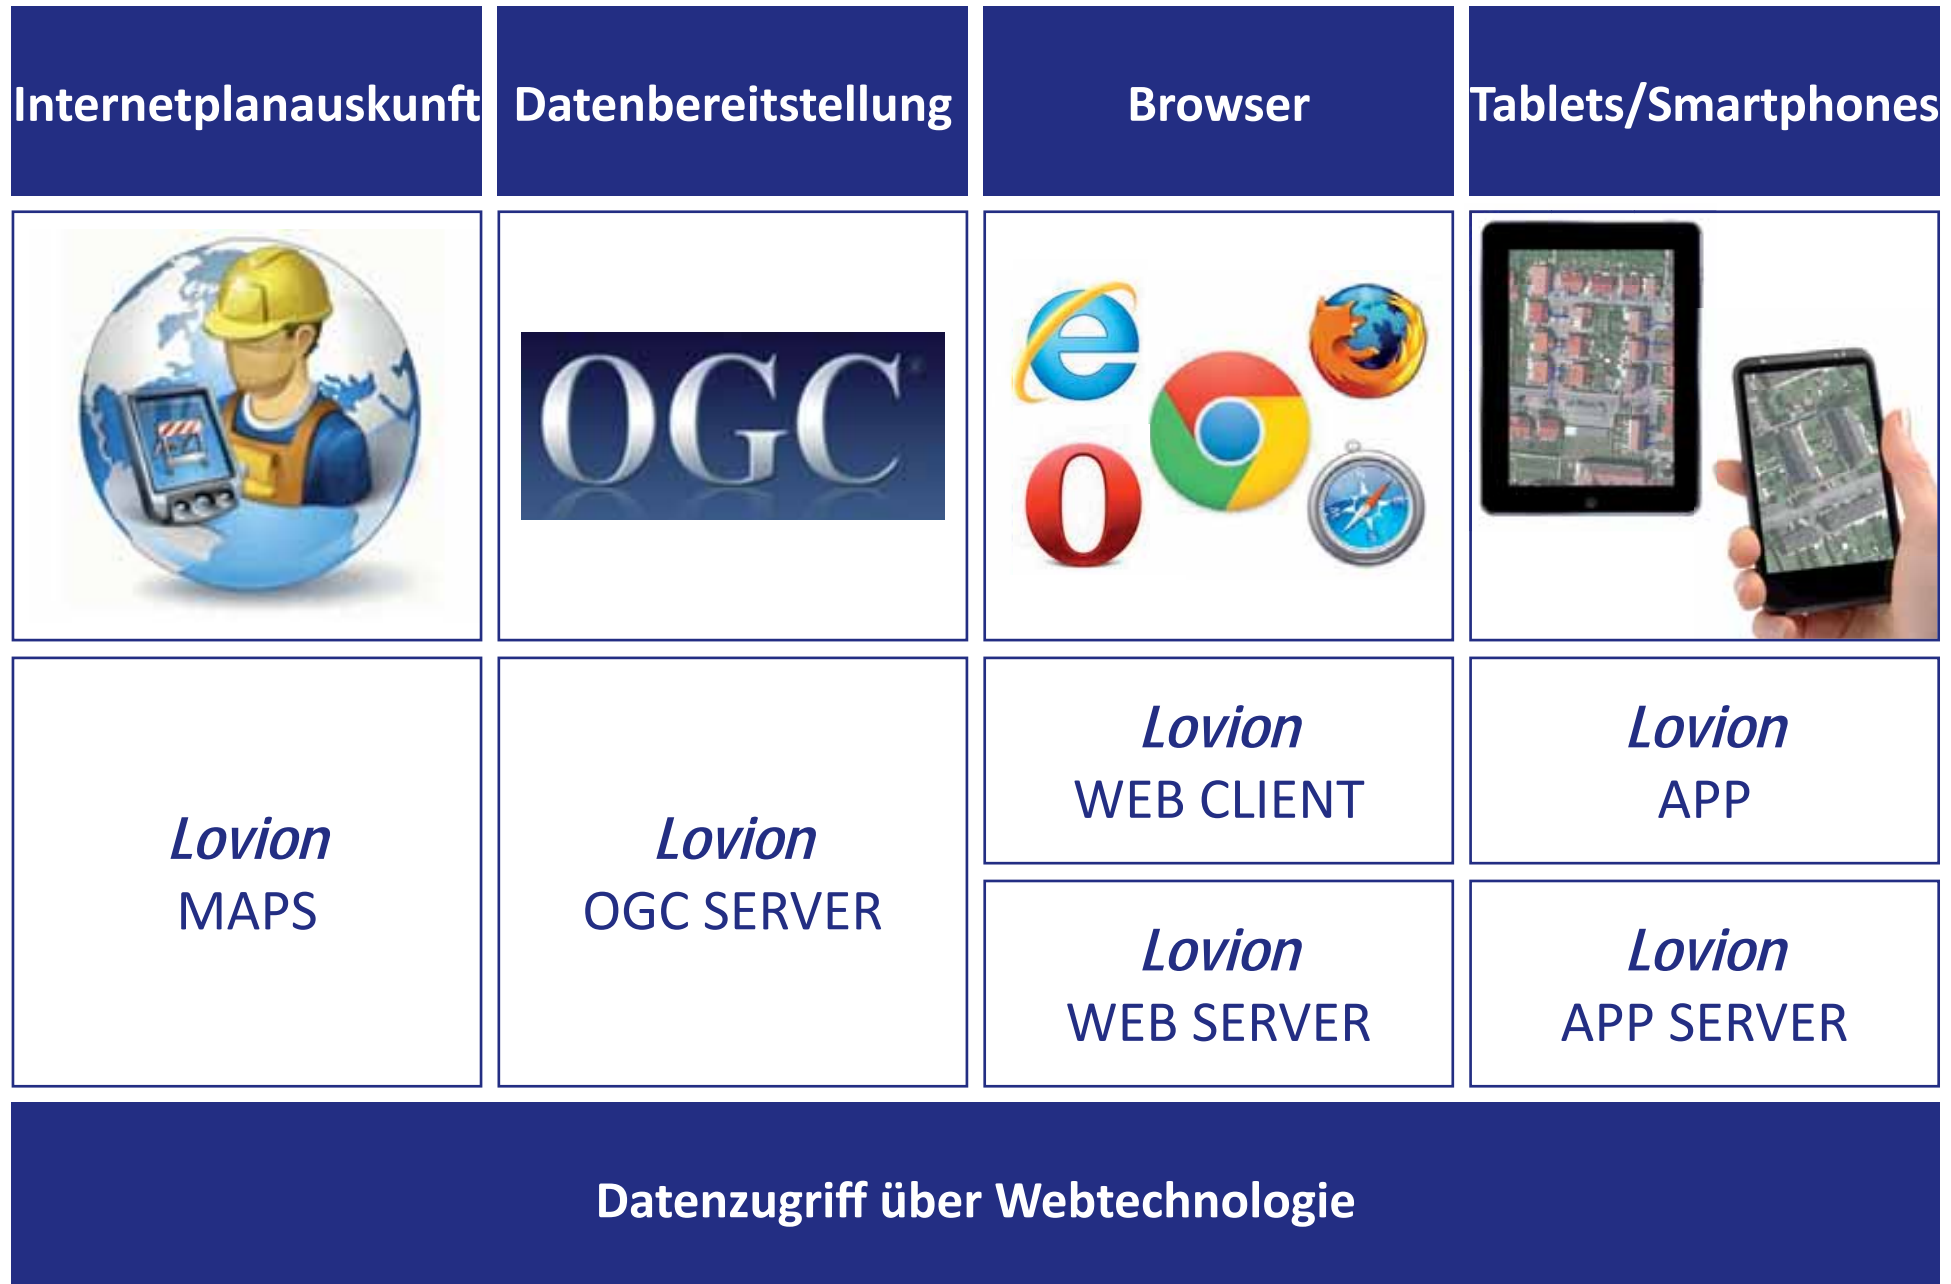 Internetplanauskunft
Datenbereitstellung
Browser
Tablets/Smartphones
OGC®
Lovion
MAPS
Lovion
OGC SERVER
Lovion
WEB CLIENT
Lovion
WEB SERVER
Lovion
APP
Lovion
APP SERVER
Datenzugriff über Webtechnologie